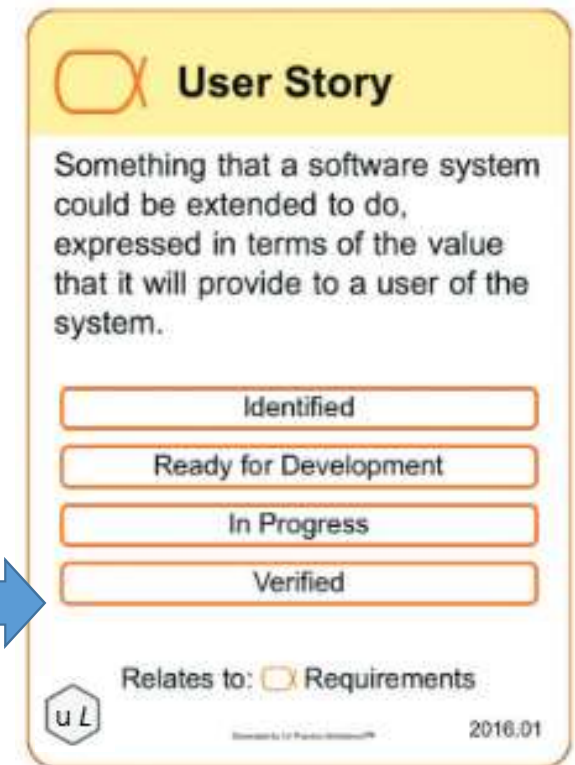 User Story
Something that a software system
could be extended to do,
expressed in terms of the value
that it will provide to a user of the
system.
Identified
Ready for Development
In Progress
Verified
Relates to: Requirements
u L
2016.01